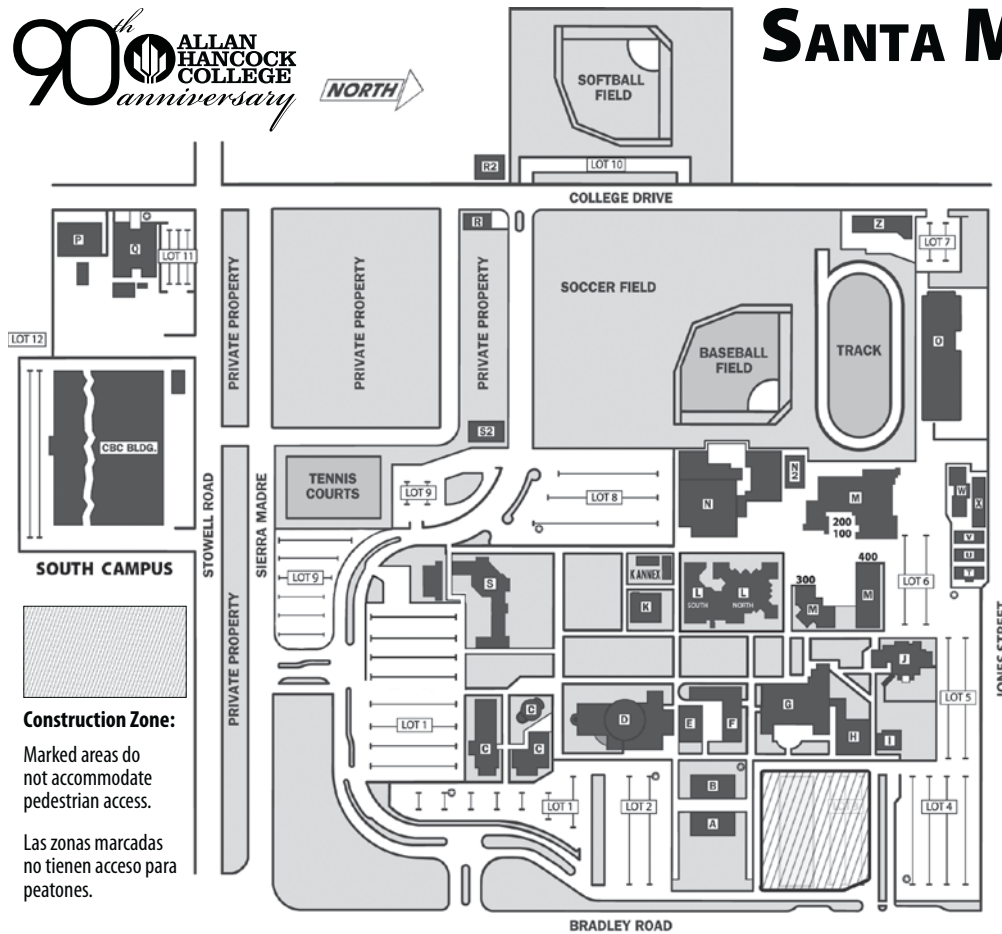 90th
ALLAN
HANCOCK
COLLEGE
anniversary
NORTH
SANTA M
SOFTBALL
FIELD
R2
LOT 10
COLLEGE DRIVE
P
Q
LOT 11
R
Z
LOT 7
PRIVATE PROPERTY
PRIVATE PROPERTY
PRIVATE PROPERTY
SOCCER FIELD
LOT 12
BASEBALL
FIELD
TRACK
O
CBC BLDG.
S2
TENNIS
COURTS
LOT 9
LOT 8
N
N2
M
200
100
W
X
V
U
T
STOWELL ROAD
SIERRA MADRE
SOUTH CAMPUS
LOT 9
S
K ANNEX
K
L
SOUTH
L
NORTH
300
M
400
M
LOT 6
JONES STREET
PRIVATE PROPERTY
J
LOT 5
LOT 1
C
C
C
D
E
F
G
H
I
Construction Zone:
Marked areas do
not accommodate
pedestrian access.
Las zonas marcadas
no tienen acceso para
peatones.
LOT 1
LOT 2
B
A
LOT 4
BRADLEY ROAD